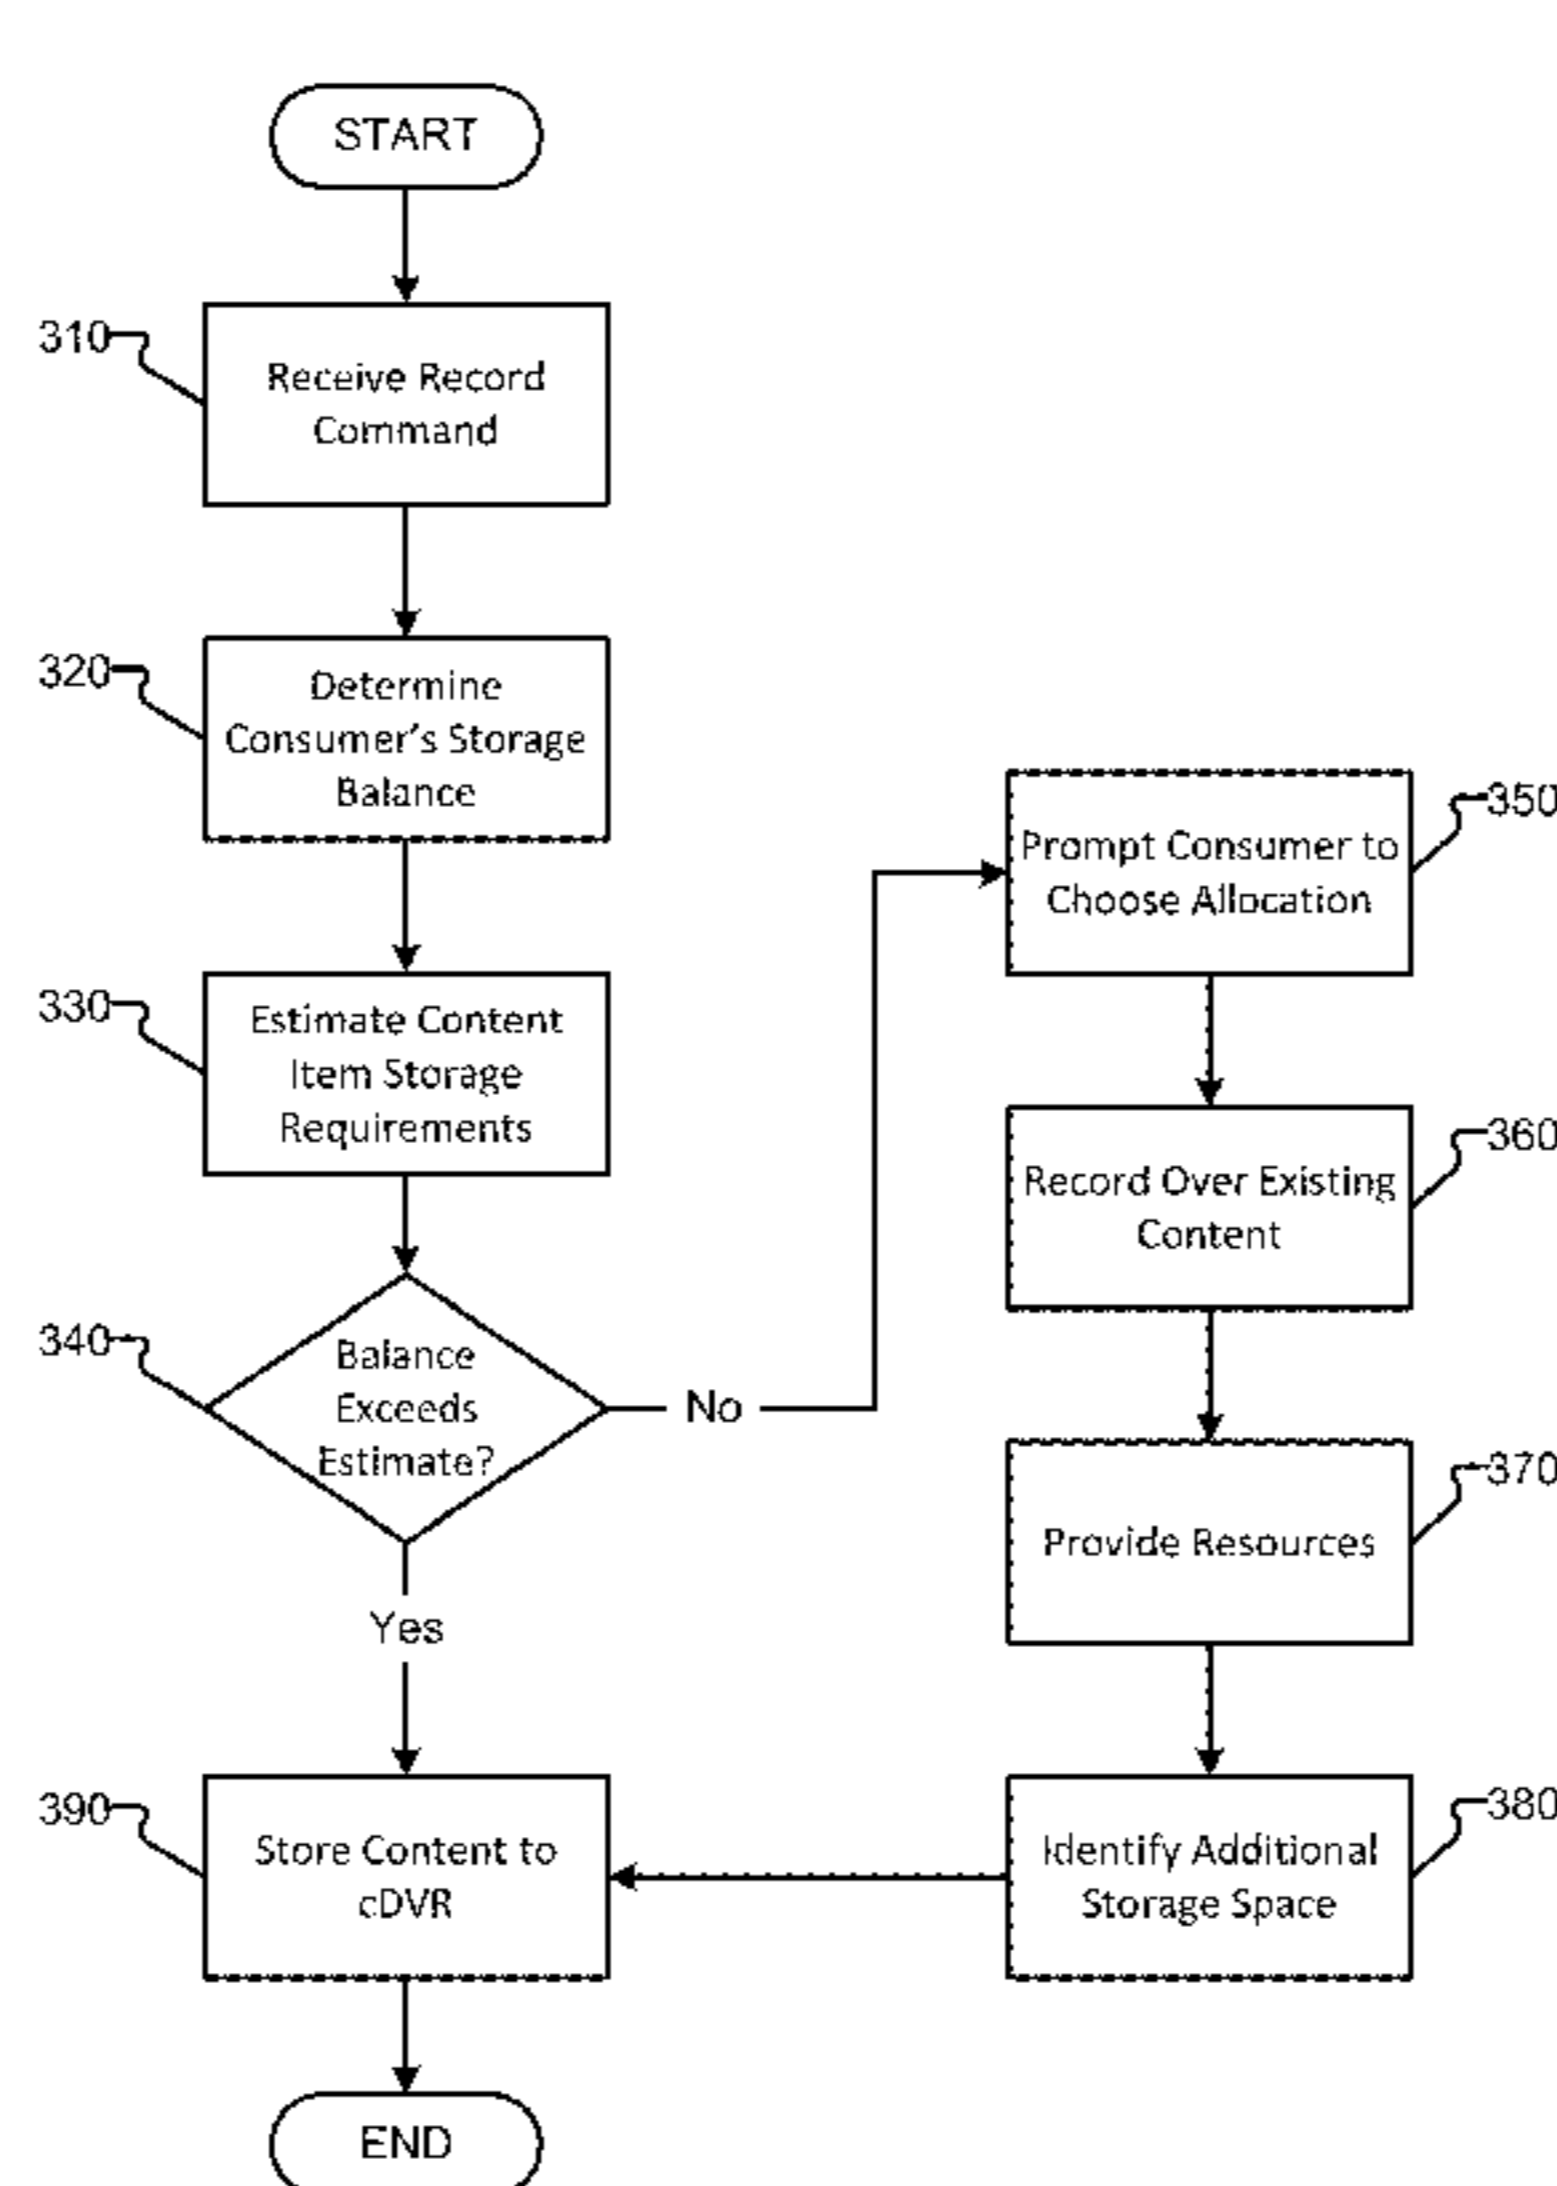 START
310
Receive Record
Command
320
Determine
Consumer's Storage
Balance
330
Estimate Content
Item Storage
Requirements
340
Balance
Exceeds
Estimate?
No
Yes
350
Prompt Consumer to
Choose Allocation
360
Record Over Existing
Content
370
Provide Resources
380
Identify Additional
Storage Space
390
Store Content to
cDVR
END